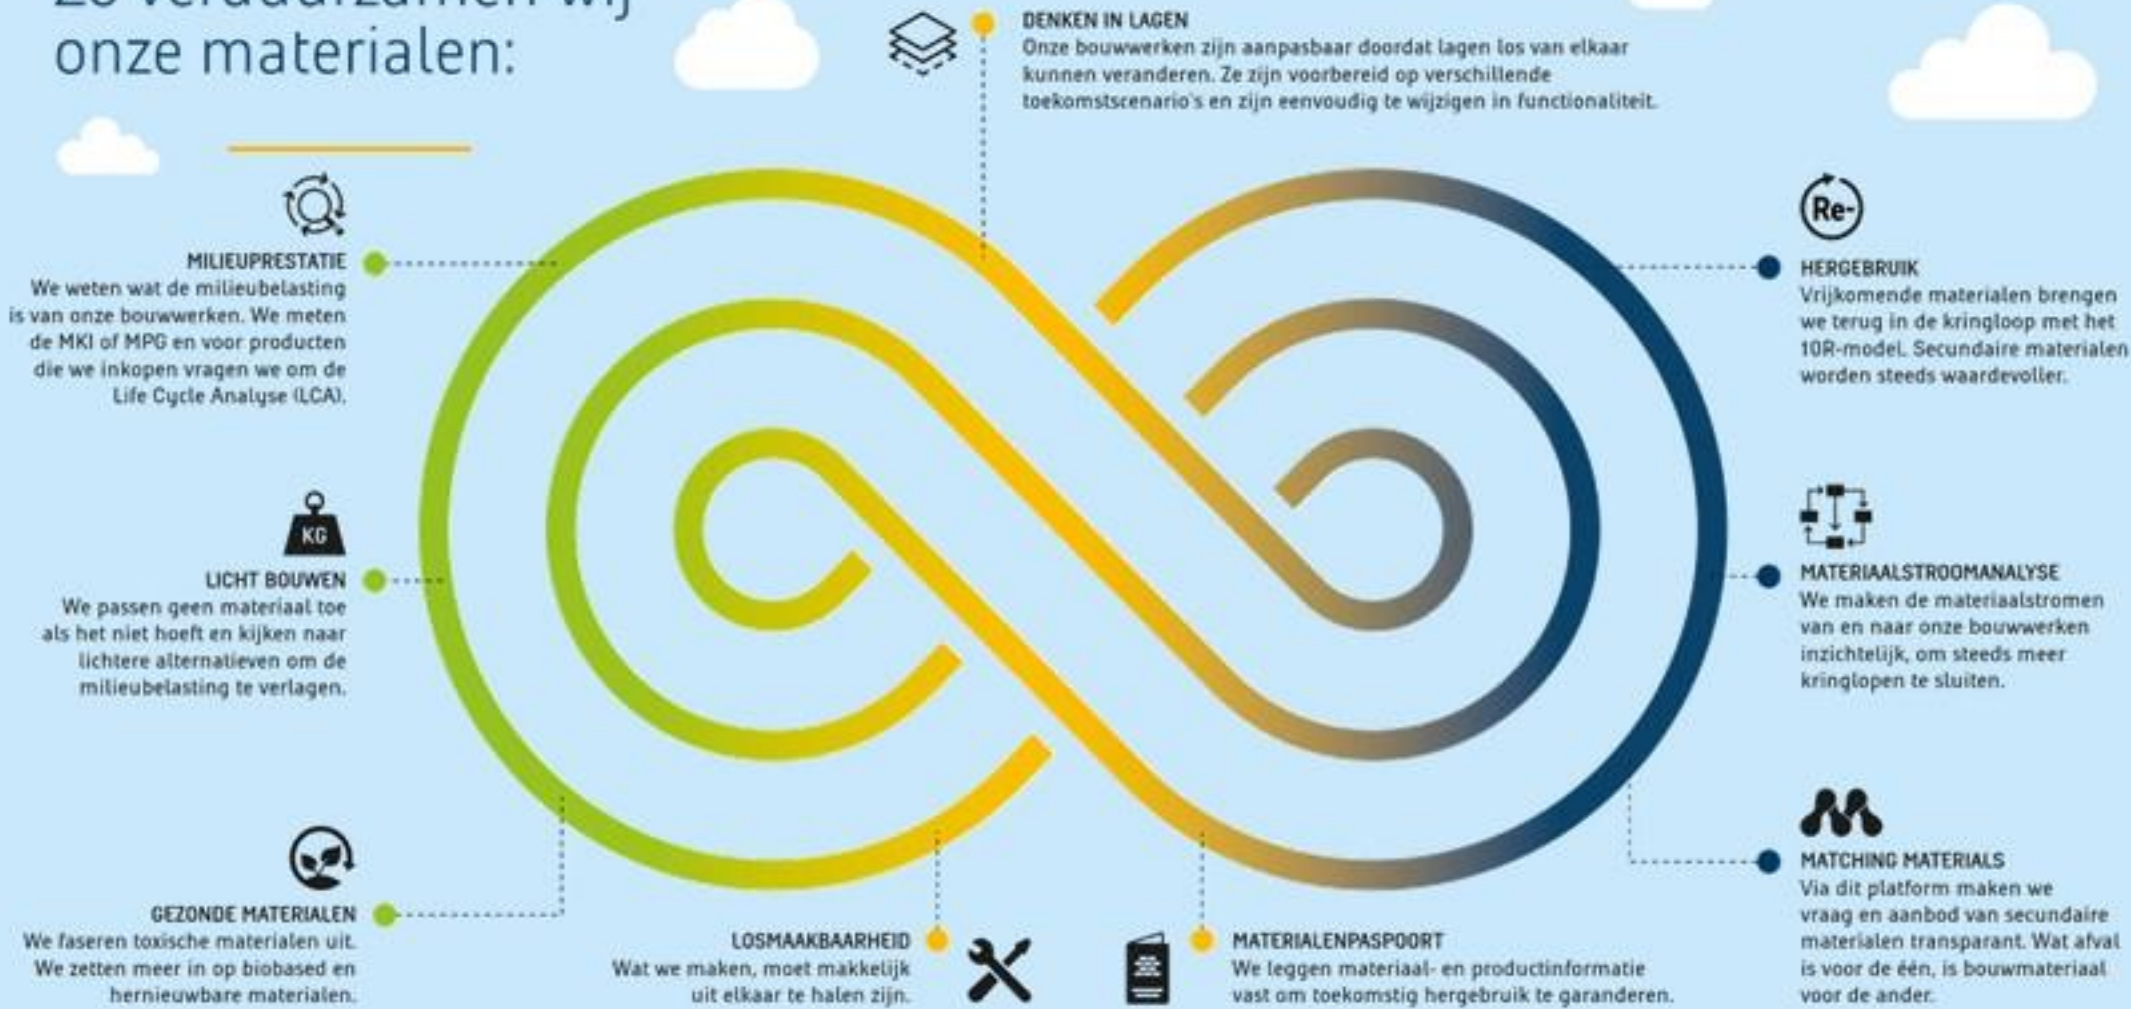 Zo verduurzamen wij
onze materialen:
DENKEN IN LAGEN
Onze bouwwerken zijn aanpasbaar doordat lagen los van elkaar
kunnen veranderen. Ze zijn voorbereid op verschillende
toekomstscenario's en zijn eenvoudig te wijzigen in functionaliteit.
MILIEUPRESTATIE
We weten wat de milieubelasting
is van onze bouwwerken. We meten
de MKI of MPG en voor producten
die we inkopen vragen we om de
Life Cycle Analyse (LCA).
KG
LICHT BOUWEN
We passen geen materiaal toe
als het niet hoeft en kijken naar
lichtere alternatieven om de
milieubelasting te verlagen.
GEZONDE MATERIALEN
We faseren toxische materialen uit.
We zetten meer in op biobased en
hernieuwbare materialen.
LOSMAAKBAARHEID
Wat we maken, moet makkelijk
uit elkaar te halen zijn.
MATERIALENPASPOORT
We leggen materiaal- en productinformatie
vast om toekomstig hergebruik te garanderen.
Re-
HERGEBRUIK
Vrijkomende materialen brengen
we terug in de kringloop met het
10R-model. Secundaire materialen
worden steeds waardevoller.
MATERIAALSTROOMANALYSE
We maken de materiaalstromen
van en naar onze bouwwerken
inzichtelijk, om steeds meer
kringlopen te sluiten.
MATCHING MATERIALS
Via dit platform maken we
vraag en aanbod van secundaire
materialen transparant. Wat afval
is voor de één, is bouwmateriaal
voor de ander.